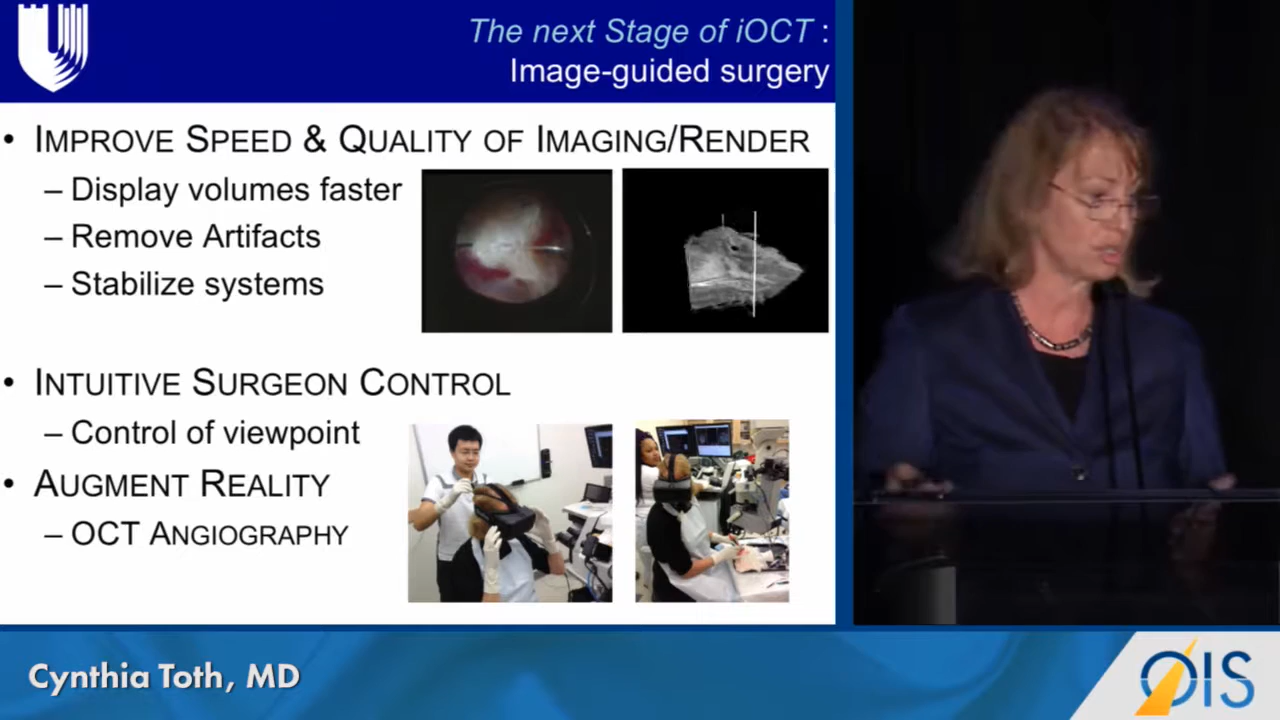 The next Stage of iOCT :
Image-guided surgery
• IMPROVE SPEED & QUALITY OF IMAGING/RENDER
– Display volumes faster
– Remove Artifacts
– Stabilize systems
• INTUITIVE SURGEON CONTROL
– Control of viewpoint
• AUGMENT REALITY
– OCT ANGIOGRAPHY
Cynthia Toth, MD
OIS